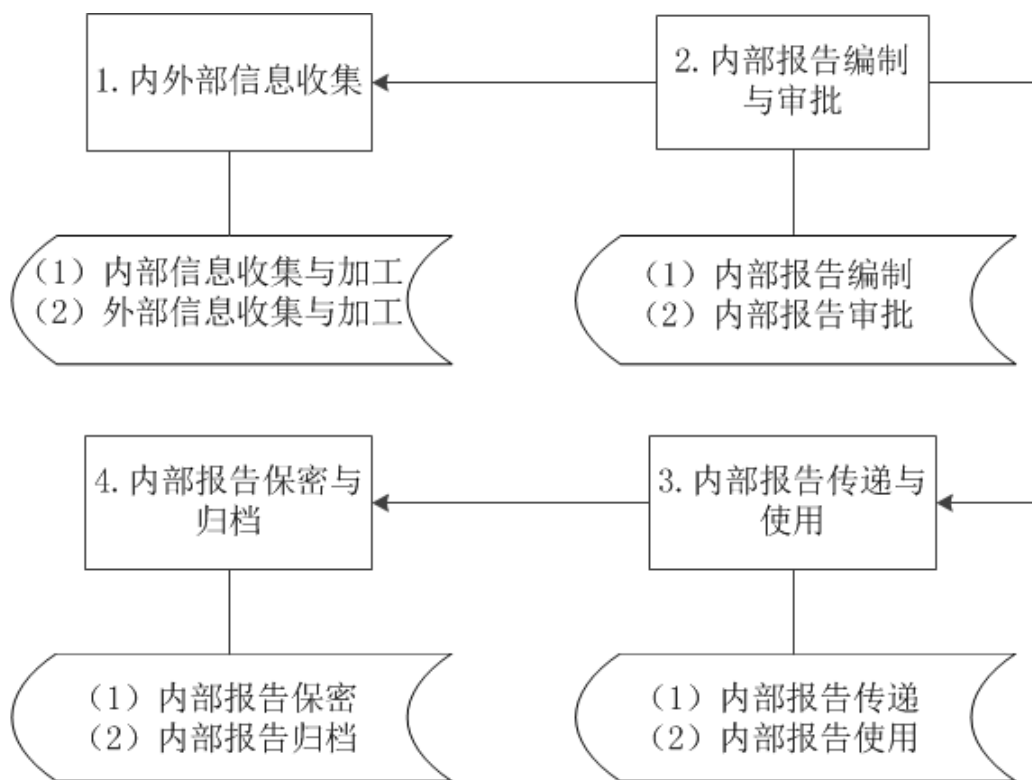 1. 内外部信息收集
2. 内部报告编制
与审批
（1）内部信息收集与加工
（2）外部信息收集与加工
（1）内部报告编制
（2）内部报告审批
4. 内部报告保密与
归档
3. 内部报告传递与
使用
（1）内部报告保密
（2）内部报告归档
（1）内部报告传递
（2）内部报告使用